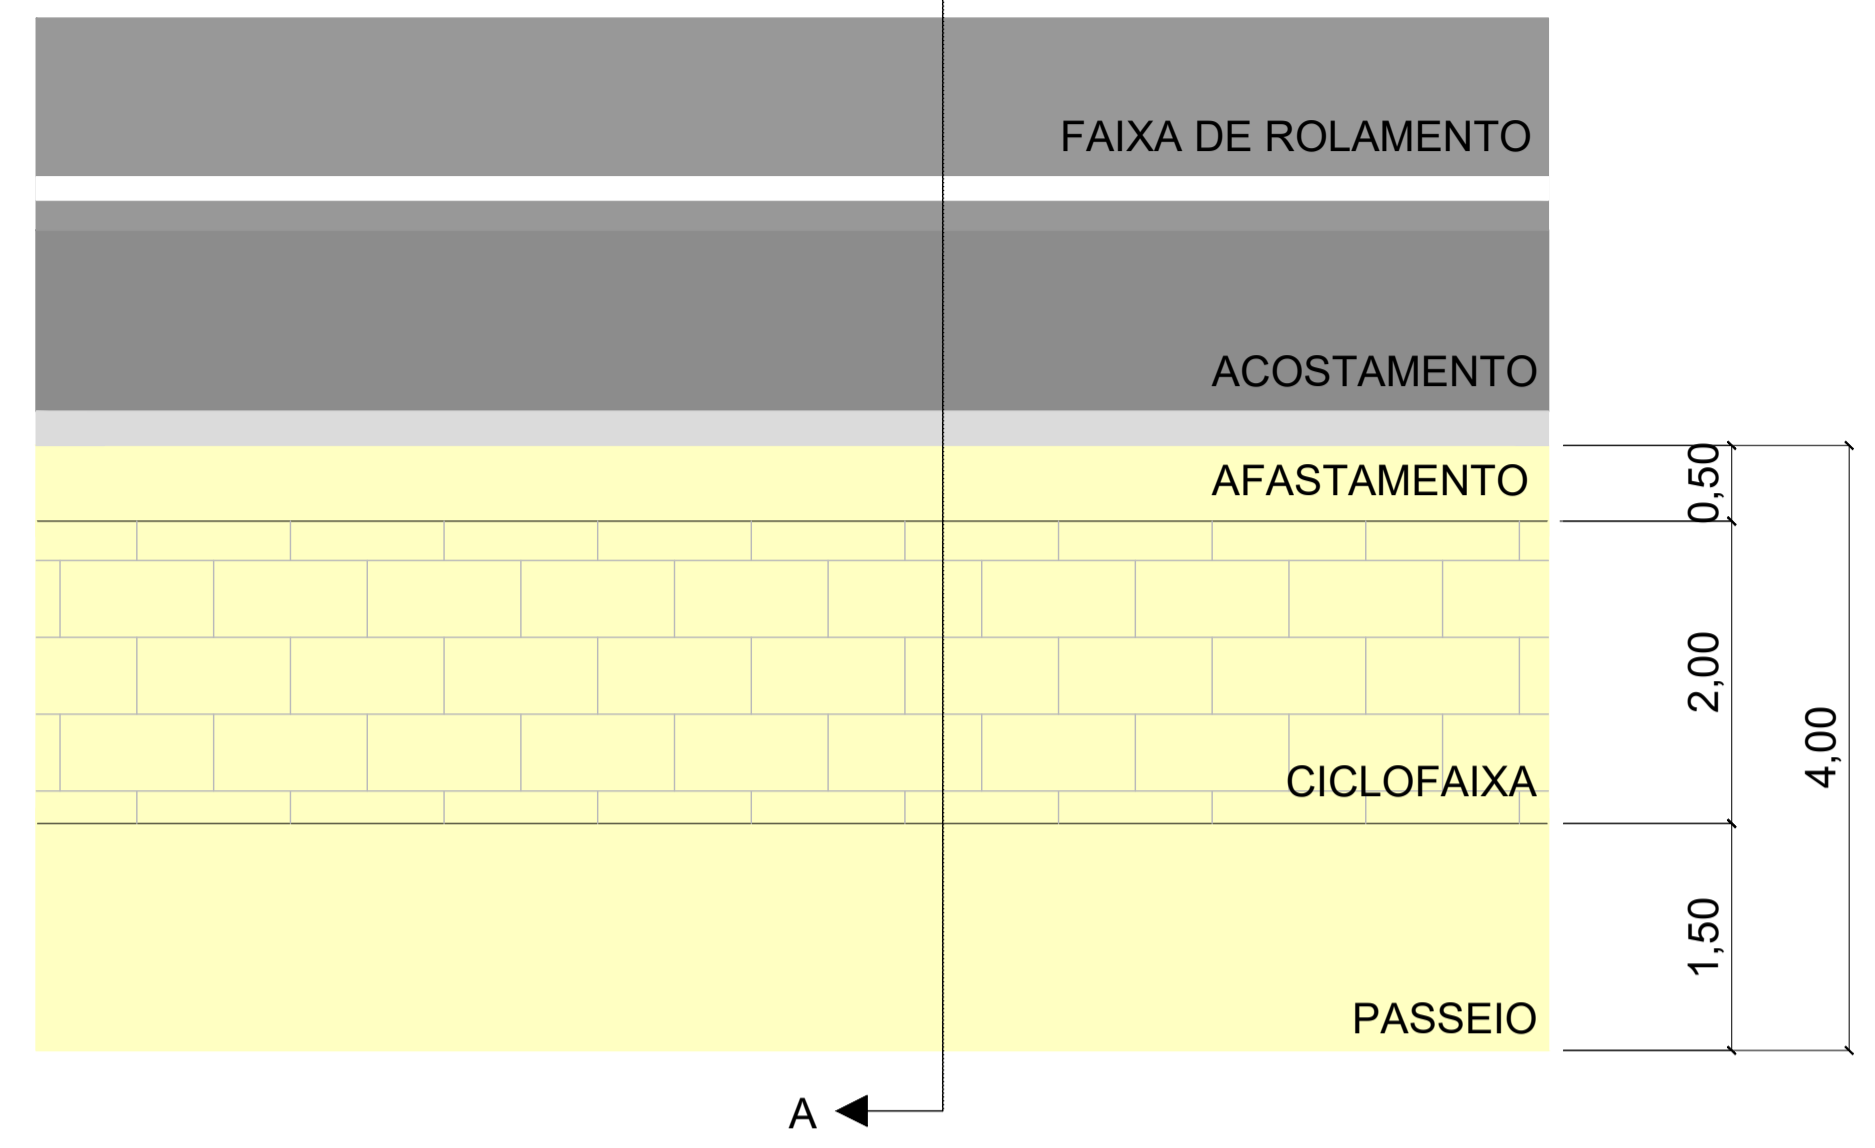 FAIXA DE ROLAMENTO
ACOSTAMENTO
AFASTAMENTO
0,50
2,00
4,00
CICLOFAIXA
1,50
PASSEIO
A